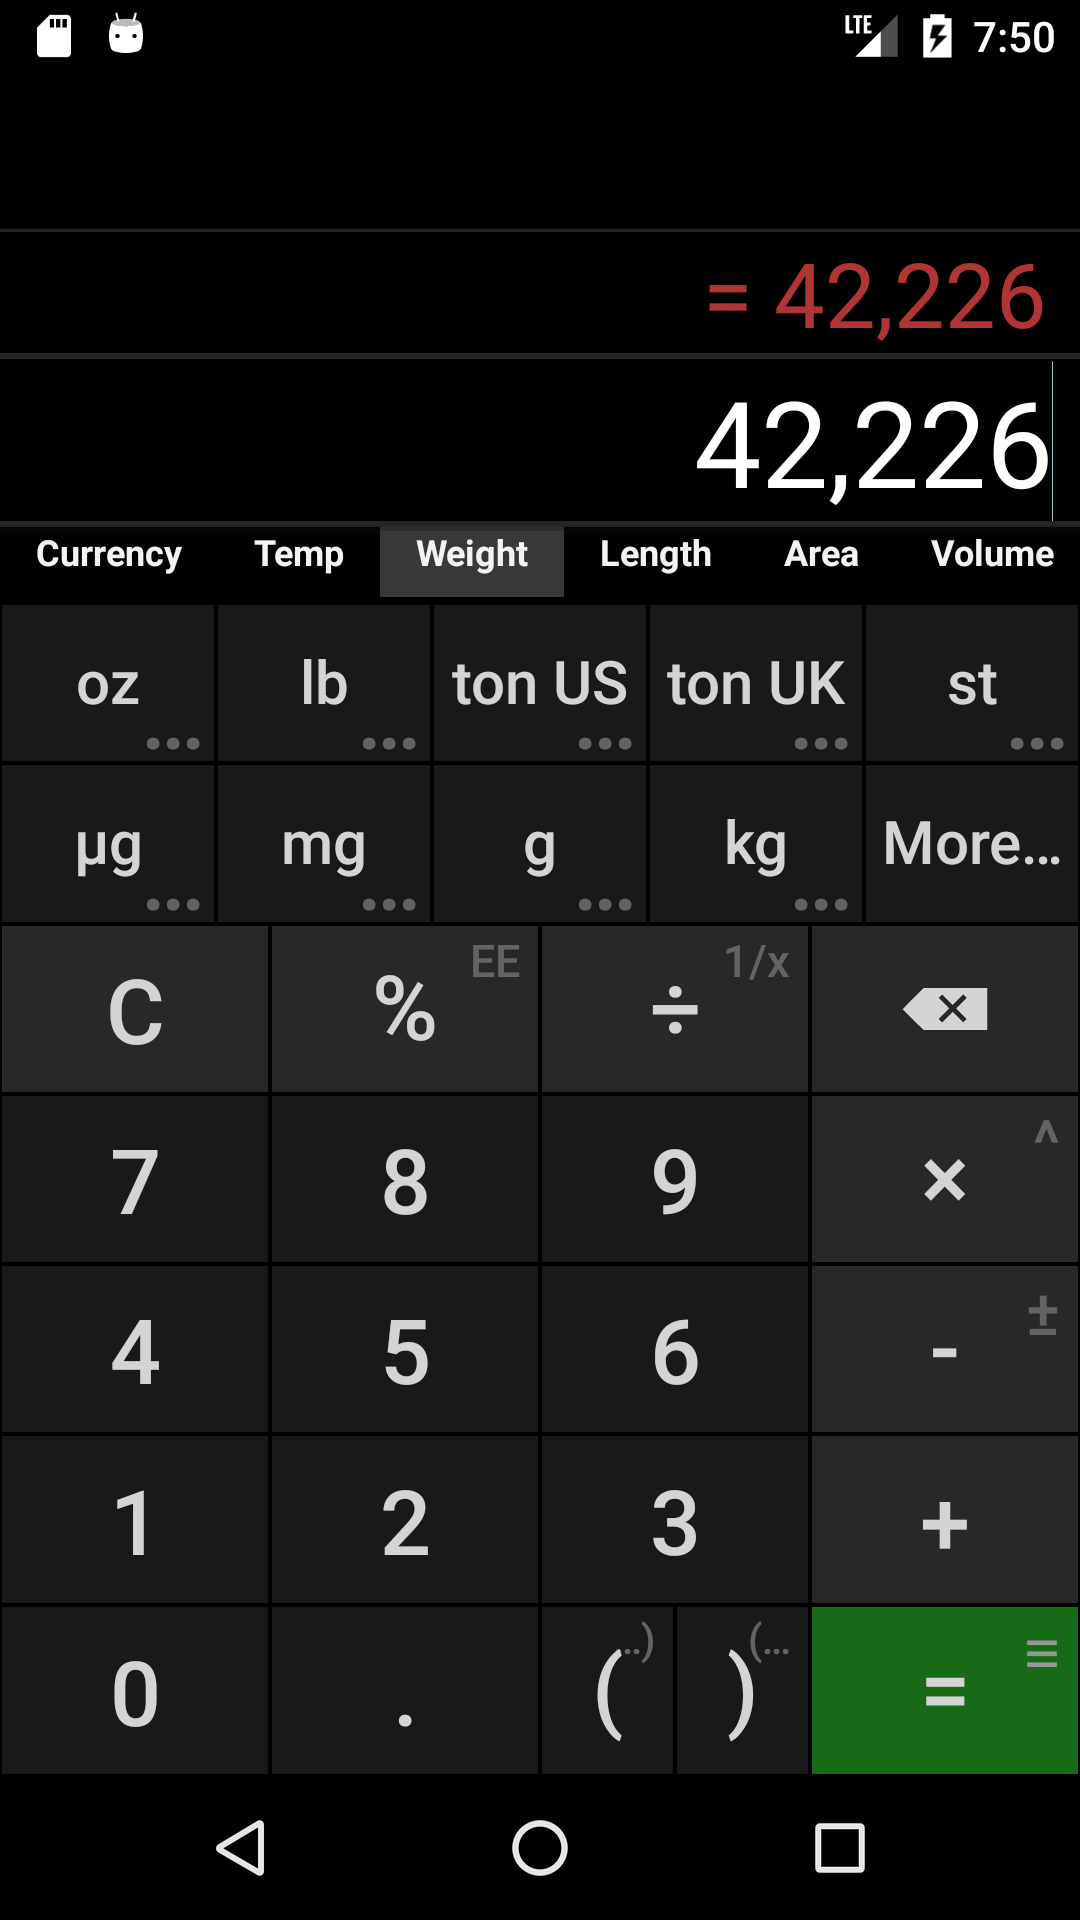 LTE 7:50
= 42,226
42,226
Currency Temp Weight Length Area Volume
oz lb ton US ton UK st
µg mg g kg More...
C % EE ÷ 1/x
7 8 9 × ^
4 5 6 - ±
1 2 3 +
0 . ( ..) ) (... =